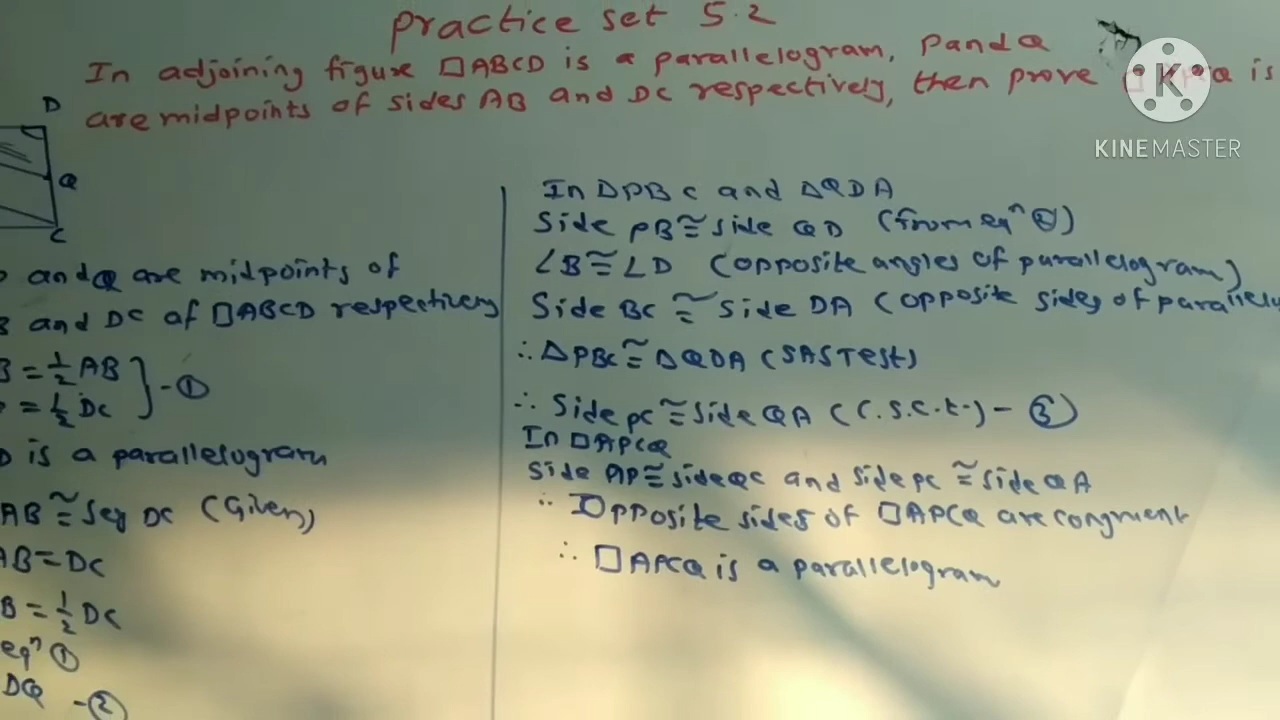 practice set 5.2
In adjoining figure □ABCD is a parallelogram, P and Q
are midpoints of sides AB and DC respectively, then prove is
KINEMASTER
K
D
Q
C
and Q are midpoints of
and DC of □ABCD respectively
B = 1/2 AB
= 1/2 DC } - ①
D is a parallelogram
AB ≅ seg DC (Given)
AB = DC
B = 1/2 DC
eqⁿ ①
DQ - ②
In △PBC and △QDA
Side PB ≅ side QD (from eqⁿ ②)
∠B ≅ ∠D (opposite angles of parallelogram)
Side BC ≅ Side DA (opposite sides of parallelo
∴ △PBC ≅ △QDA (SAS Test)
∴ Side PC ≅ side QA (C.S.C.t.) - ③
In □APCQ
Side AP ≅ side QC and side PC ≅ side QA
∴ Opposite sides of □APCQ are congruent
∴ □APCQ is a parallelogram